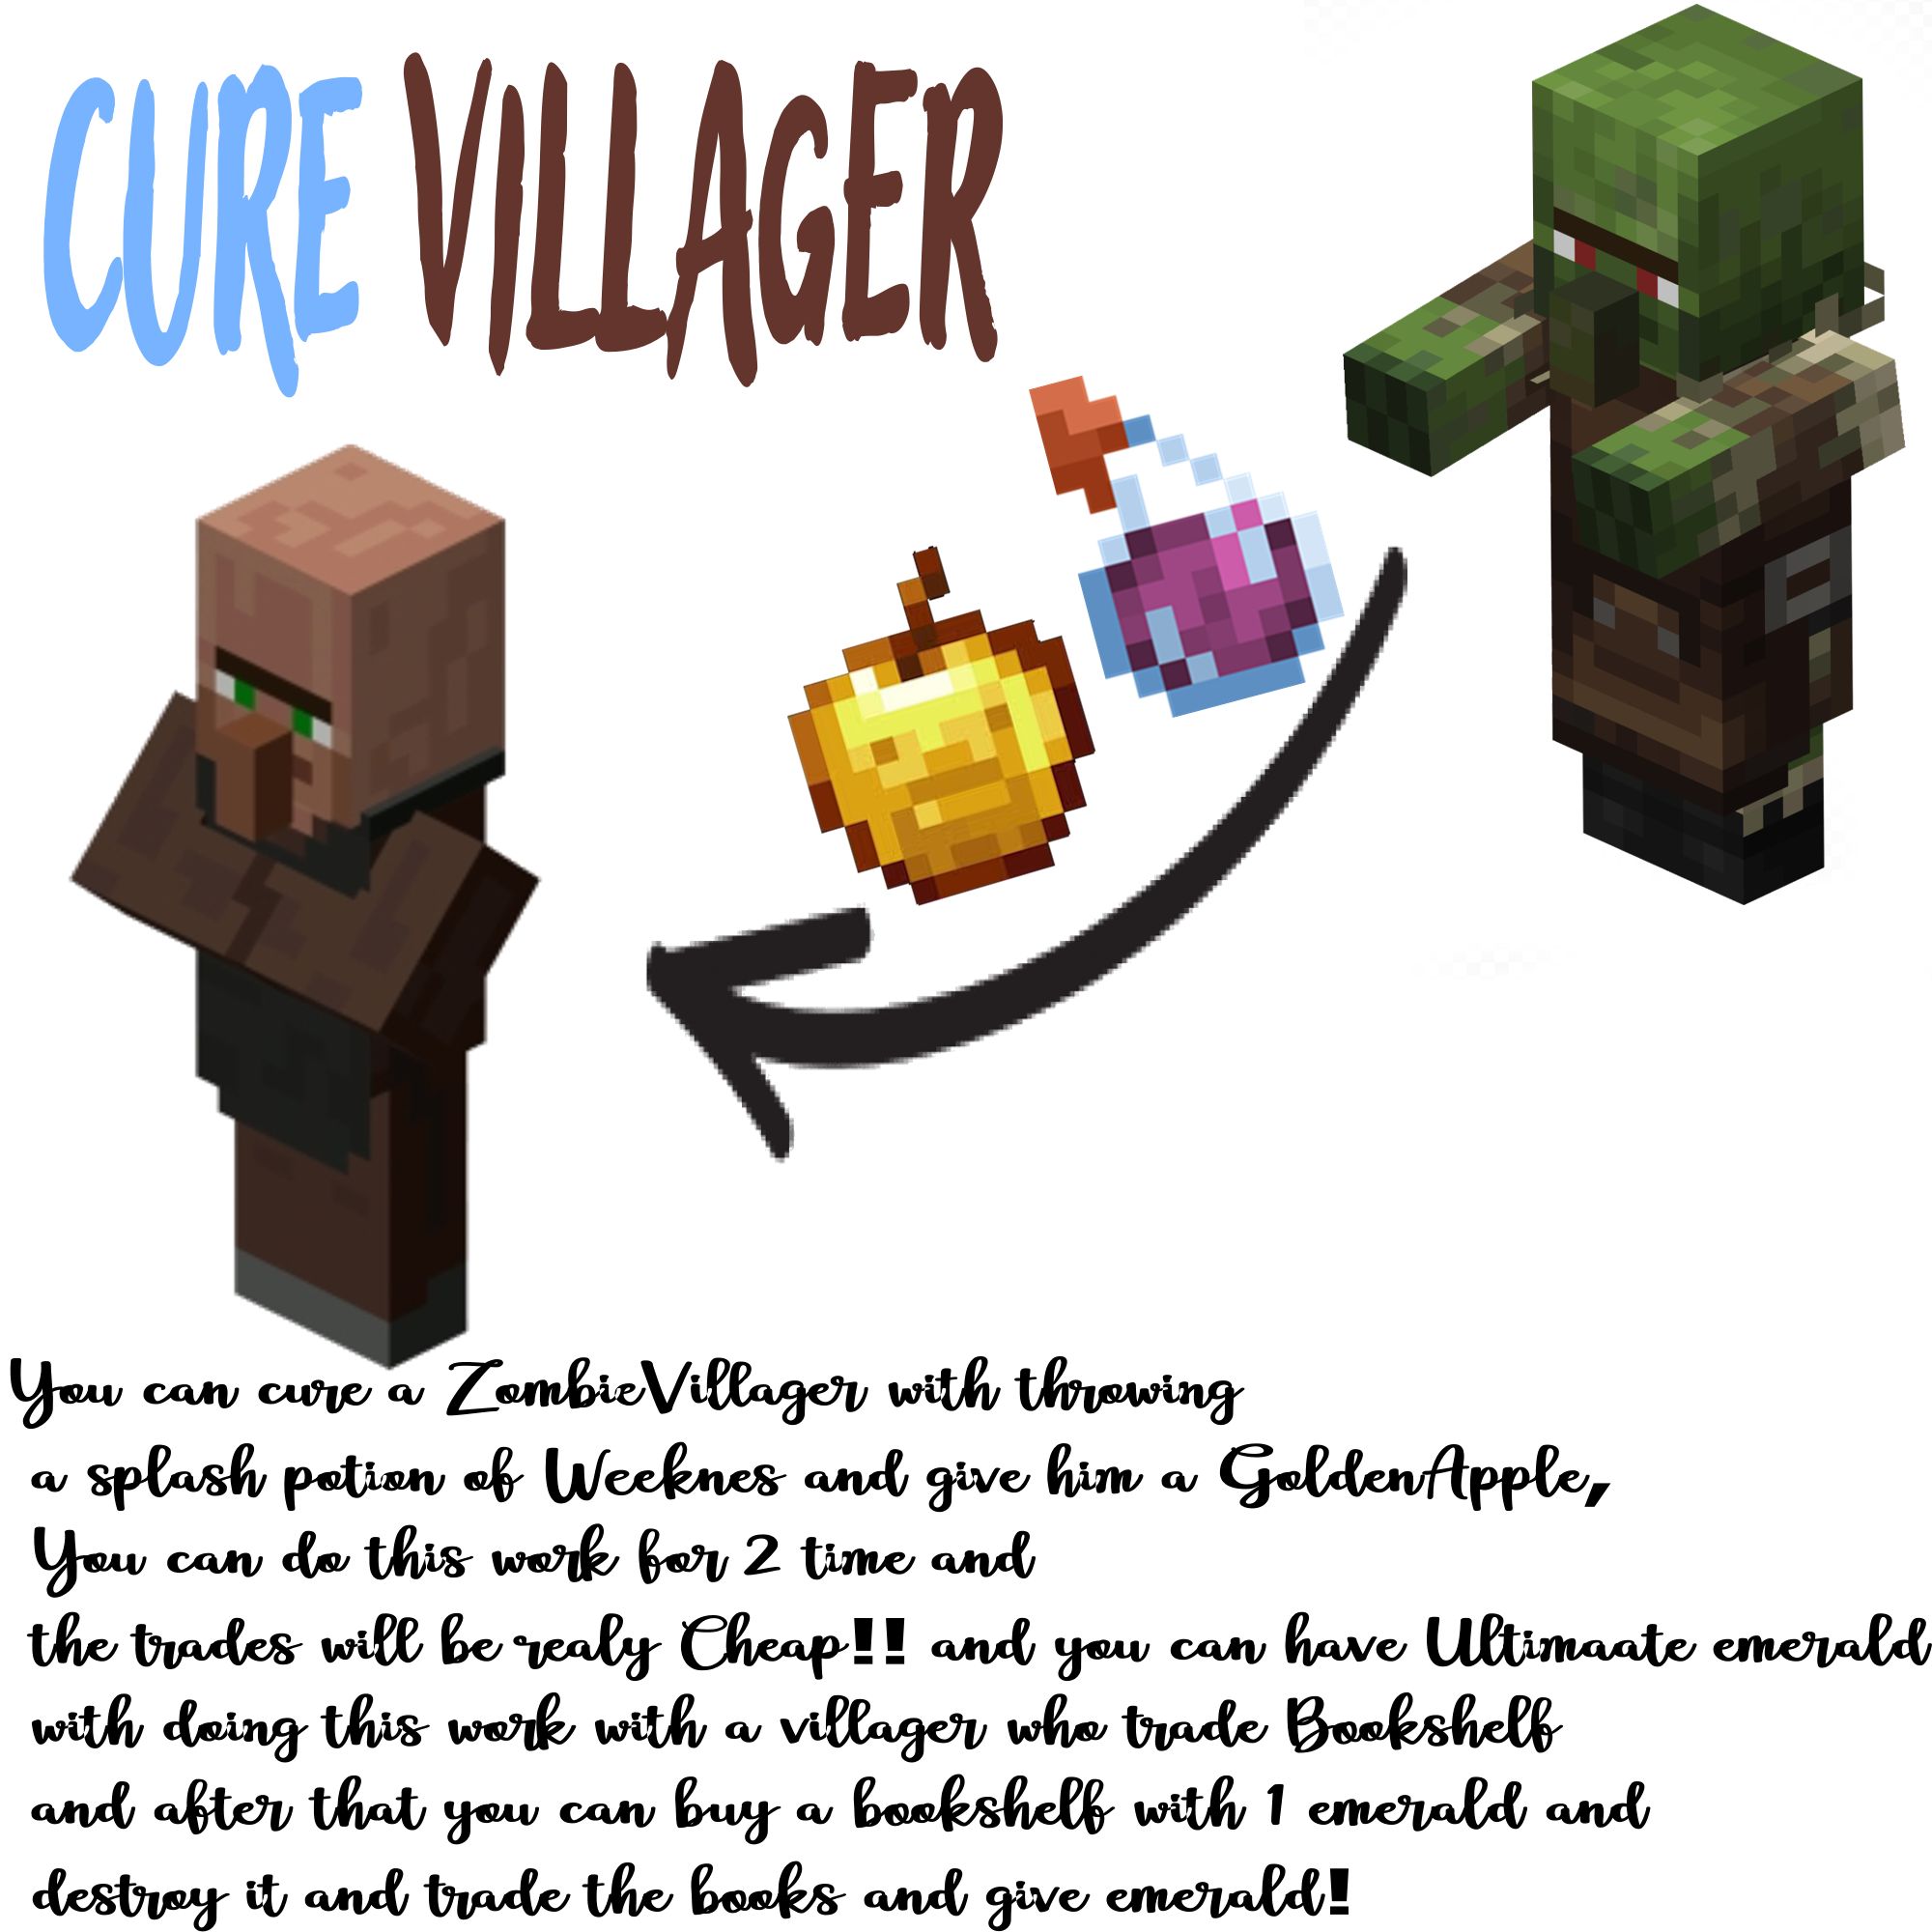 CURE VILLAGER
You can cure a ZombieVillager with throwing
a splash potion of Weeknes and give him a GoldenApple,
You can do this work for 2 time and
the trades will be realy Cheap!! and you can have Ultimaate emerald
with doing this work with a villager who trade Bookshelf
and after that you can buy a bookshelf with 1 emerald and
destroy it and trade the books and give emerald!